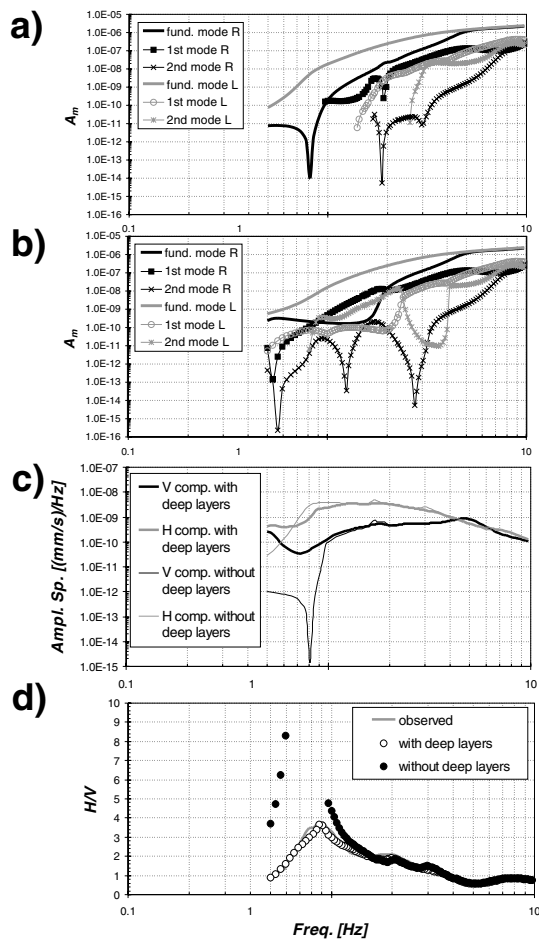 a)
1.0E-05
1.0E-06
1.0E-07
1.0E-08
1.0E-09
1.0E-10
1.0E-11
1.0E-12
1.0E-13
1.0E-14
1.0E-15
Am
fund. mode R
1st mode R
2nd mode R
fund. mode L
1st mode L
2nd mode L
0.1 1 10
b)
1.0E-05
1.0E-06
1.0E-07
1.0E-08
1.0E-09
1.0E-10
1.0E-11
1.0E-12
1.0E-13
1.0E-14
1.0E-15
1.0E-16
Am
fund. mode R
1st mode R
2nd mode R
fund. mode L
1st mode L
2nd mode L
0.1 1 10
c)
1.0E-07
1.0E-08
1.0E-09
1.0E-10
1.0E-11
1.0E-12
1.0E-13
1.0E-14
1.0E-15
Ampl. Sp. [(mm/s)/Hz]
V comp. with
deep layers
H comp. with
deep layers
V comp. without
deep layers
H comp. without
deep layers
0.1 1 10
d)
10
9
8
7
6
5
4
3
2
1
0
H/V
observed
with deep layers
without deep layers
0.1 1 10
Freq. [Hz]